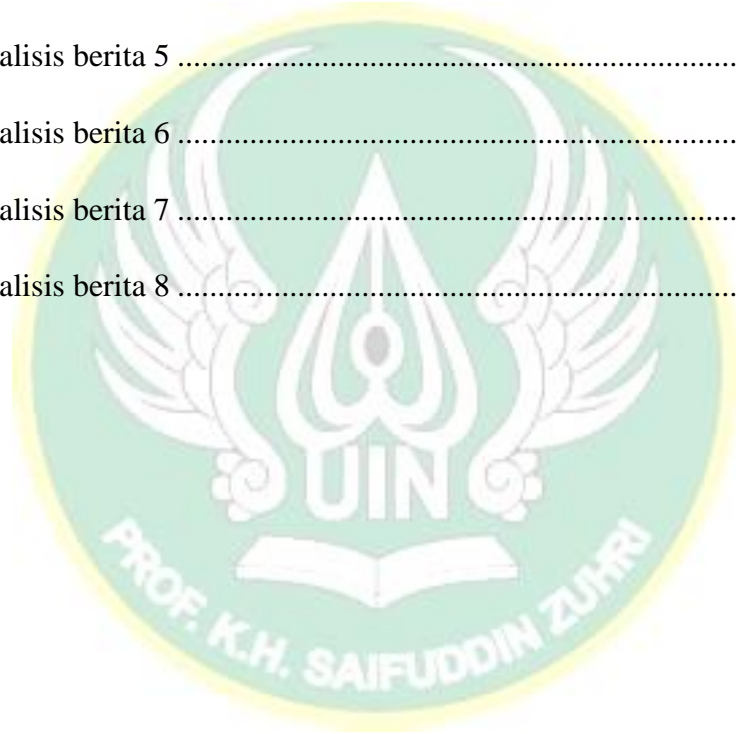 alisis berita 5 ......................................................................
alisis berita 6 ......................................................................
alisis berita 7 ......................................................................
alisis berita 8 ......................................................................
UIN
PROF. K.H. SAIFUDDIN ZUHRI